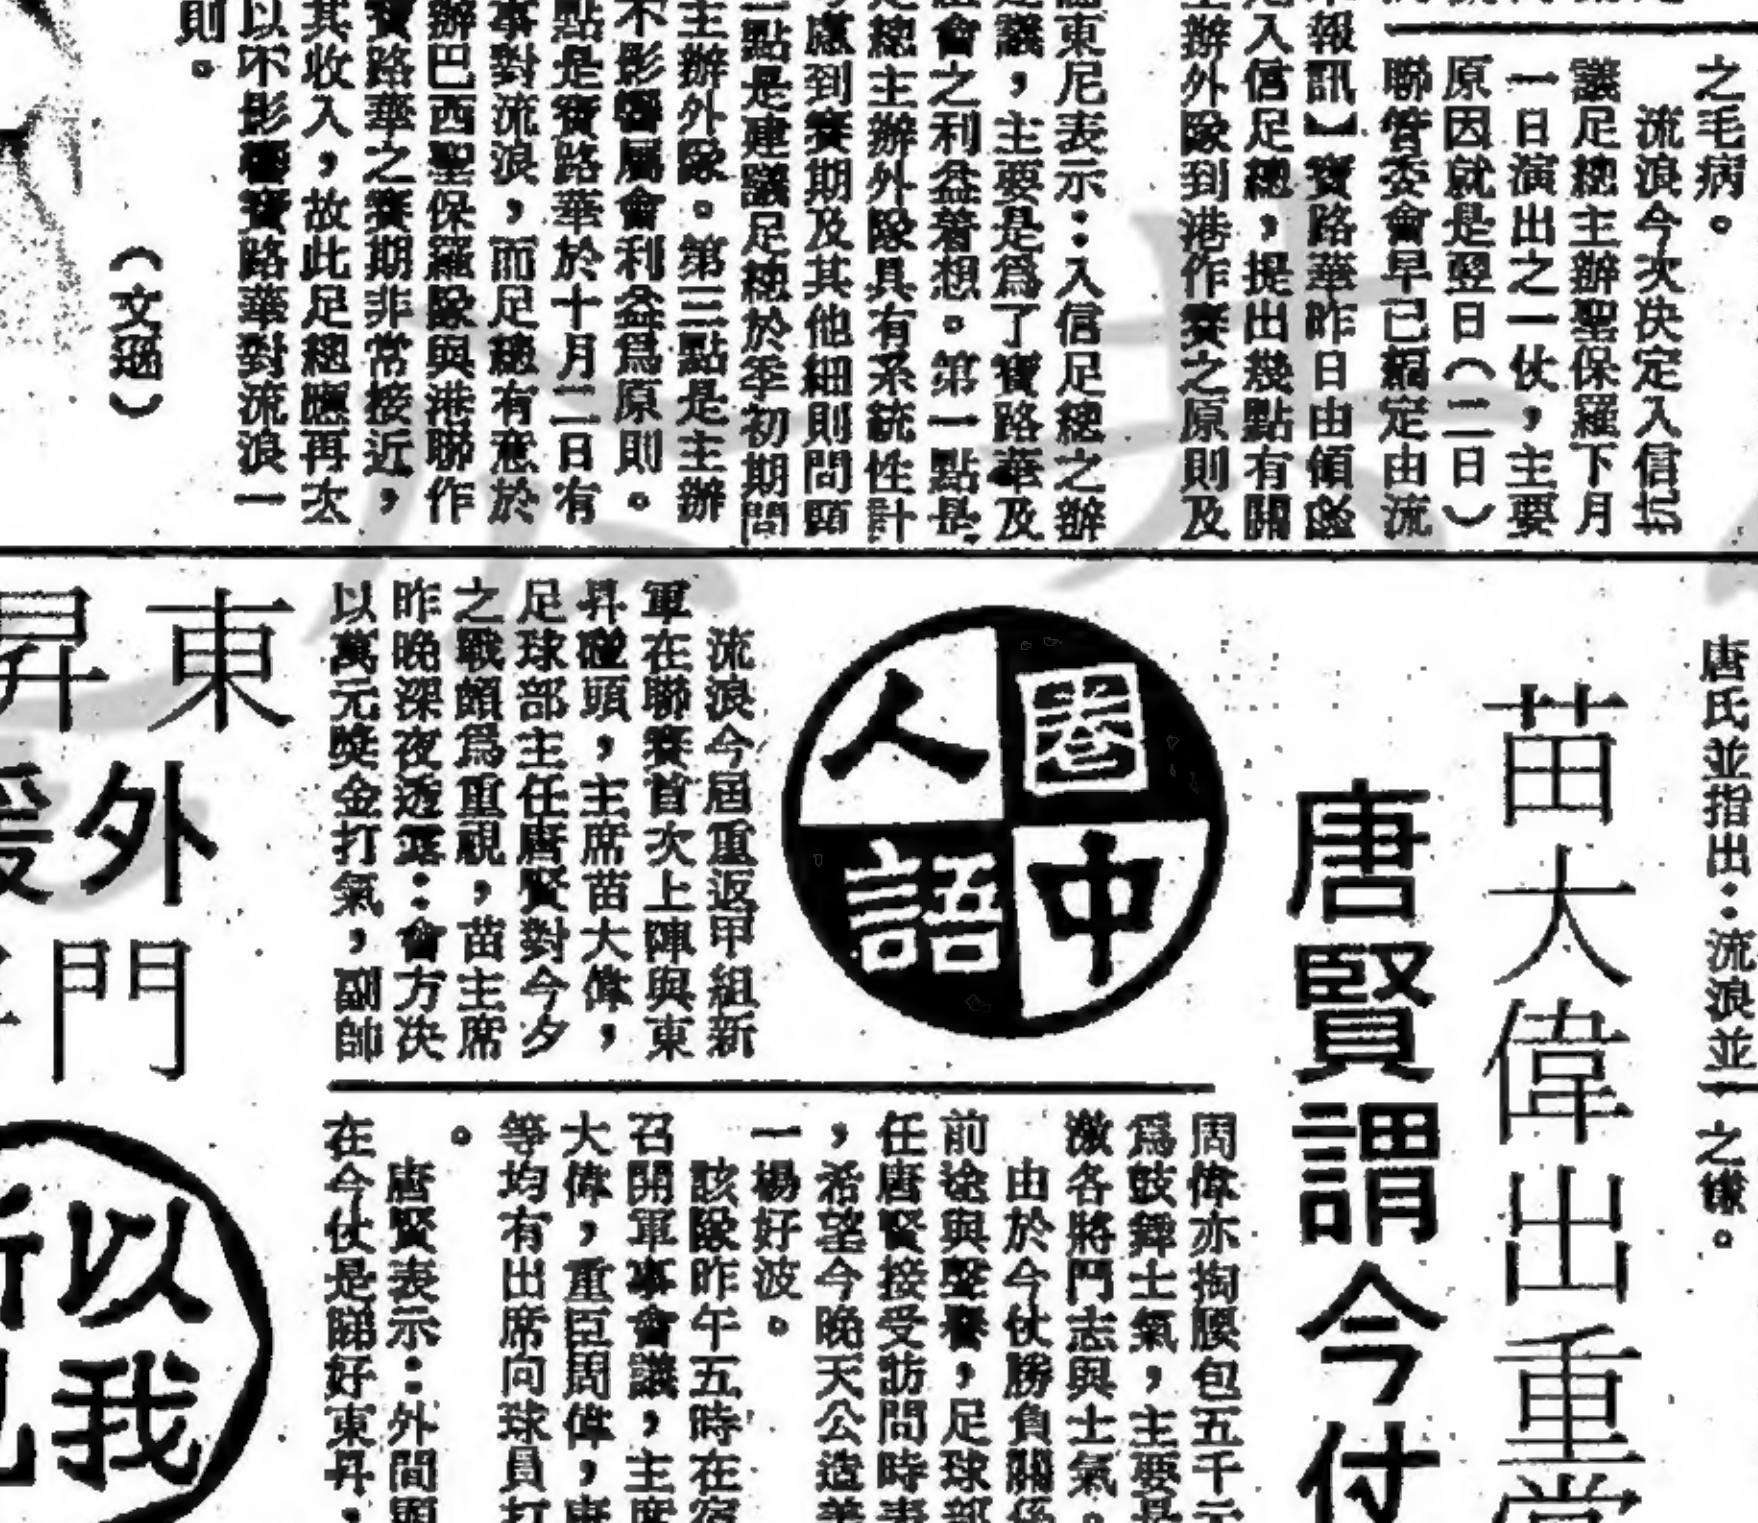 之毛病。
流浪今次決定入信
議足總主辦聖保羅下月
一日演出之一仗，主要
原因就是翌日（二日）
聯管委會早已編定由流
報訊】寶路華昨日由領隊
入信足總，提出幾點有關
辦外隊到港作賽之原則及
東尼表示：入信足總之辦
議，主要是為了寶路華及
會之利益着想。第一點是
總主辦外隊具有系統性計
慮到賽期及其他細則問題
點是建議足總於季初期間
主辦外隊。第三點是主辦
不影響屬會利益為原則。
點是寶路華於十月二日有
事對流浪，而足總有意於
辦巴西聖保羅隊與港聯作
寶路華之賽期非常接近，
其收入，故此足總應再次
以不影響寶路華對流浪一
則。
（文遜）
唐氏並指出：流浪並
之嫌。
苗大偉出重賞
唐賢謂今付
圈中人語
流浪今屆重返甲組新
軍在聯賽首次上陣與東
昇碰頭，主席苗大偉，
足球部主任唐賢對今夕
之戰頗為重視，苗主席
昨晚深夜透露：會方決
以萬元獎金打氣，副帥
周偉亦掏腰包五千元
為鼓舞士氣，主要是
激各將鬥志與士氣。
由於今仗勝負關係
前途與聲譽，足球部
任唐賢接受訪問時表
，希望今晚天公造美
一場好波。
該隊昨午五時在宿
召開軍事會議，主席
大偉，重臣周偉，唐
等均有出席向球員打
。
唐賢表示：外間
在今仗是睇好東昇，
東外門
昇
以我